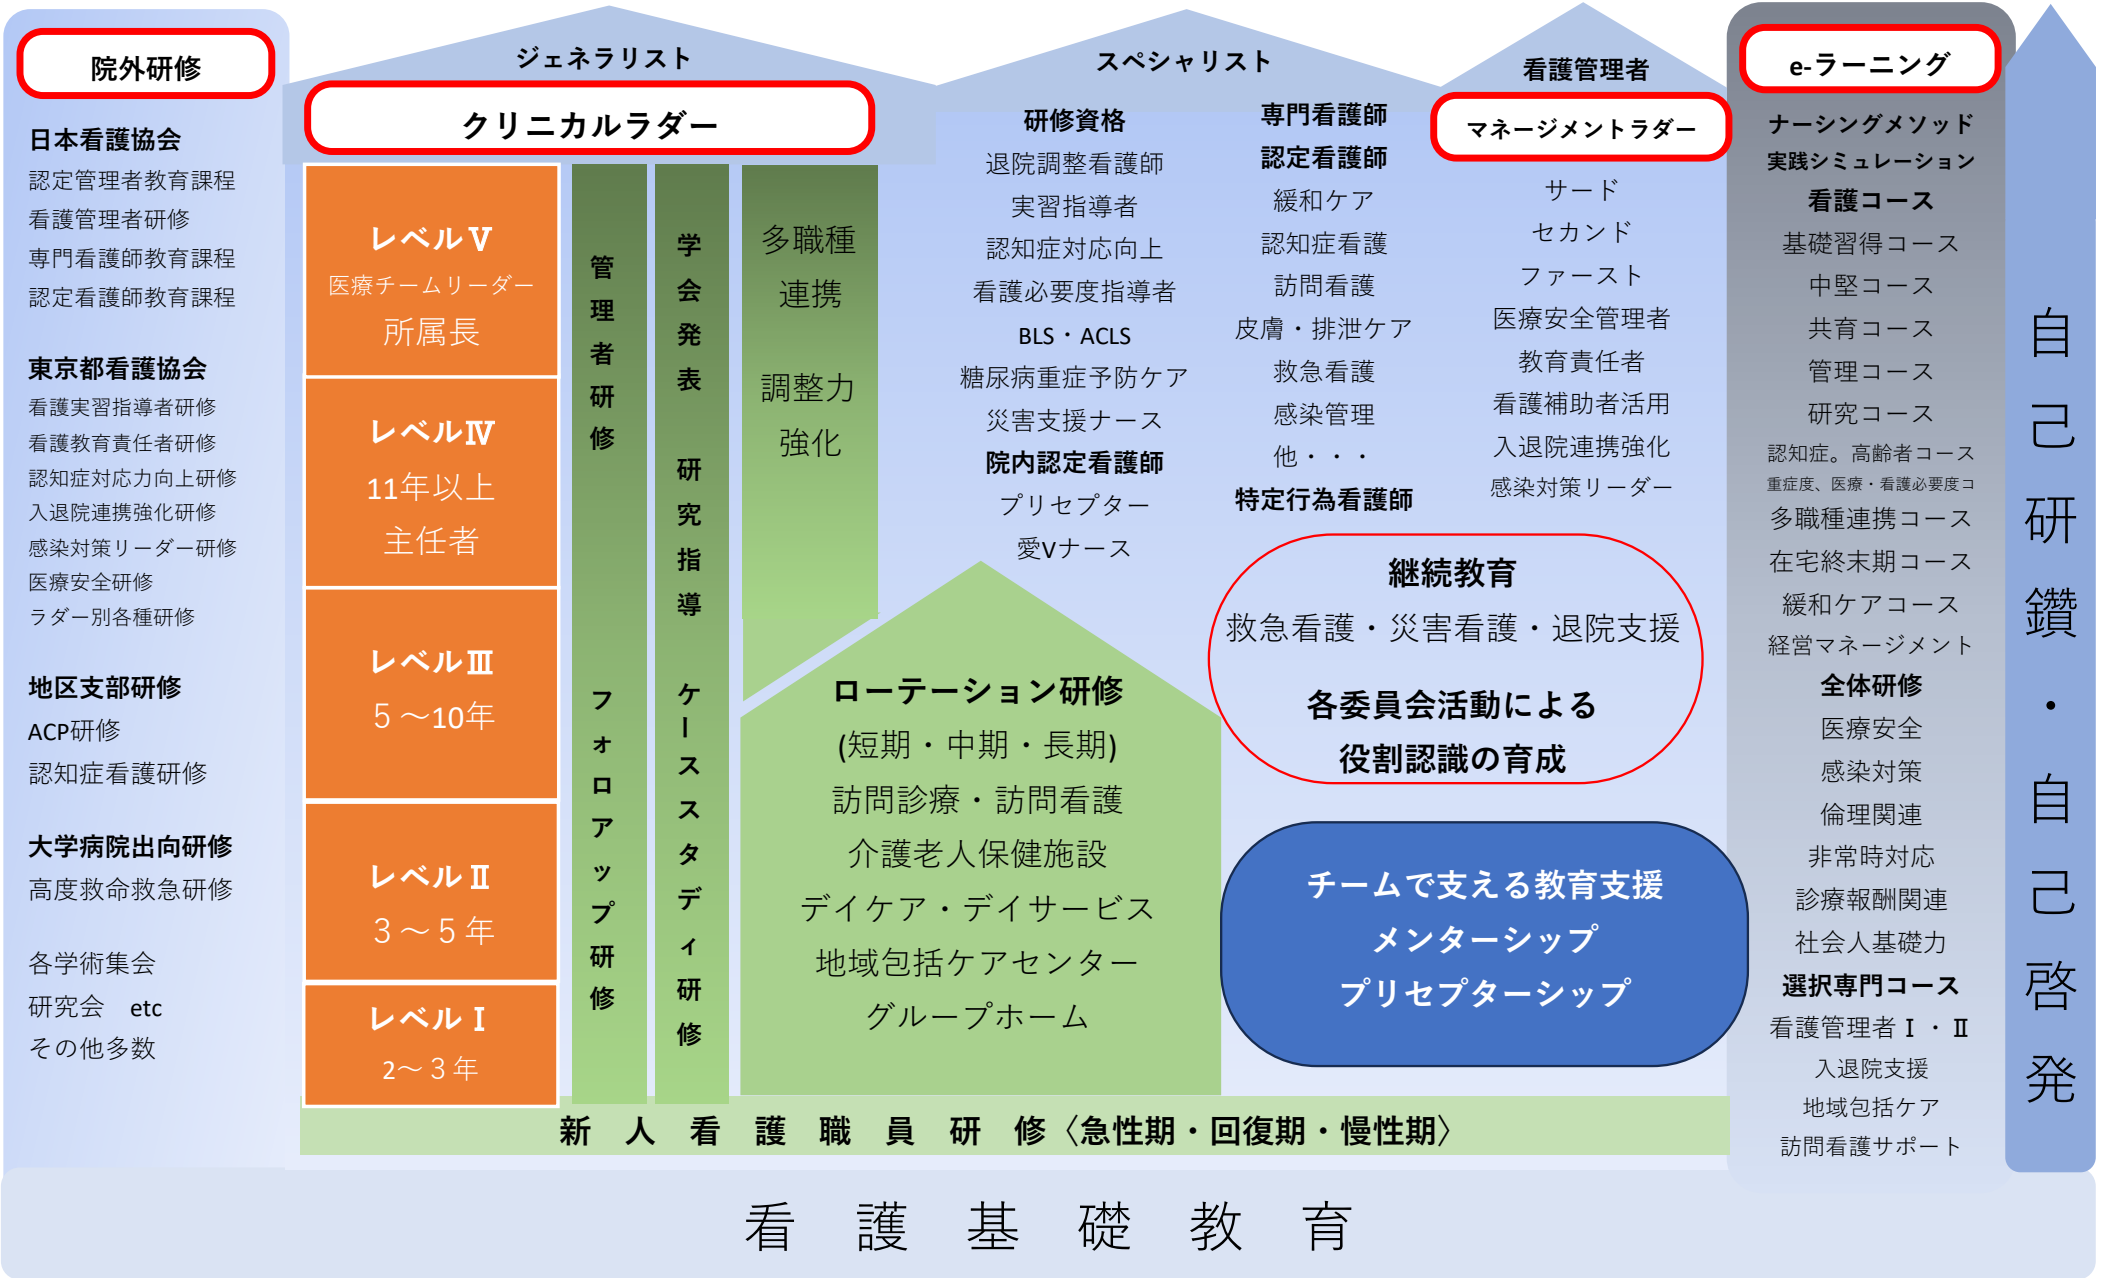 院外研修
日本看護協会
認定管理者教育課程
看護管理者研修
専門看護師教育課程
認定看護師教育課程
東京都看護協会
看護実習指導者研修
看護教育責任者研修
認知症対応力向上研修
入退院連携強化研修
感染対策リーダー研修
医療安全研修
ラダー別各種研修
地区支部研修
ACP研修
認知症看護研修
大学病院出向研修
高度救命救急研修
各学術集会
研究会　etc
その他多数
ジェネラリスト
クリニカルラダー
レベルⅤ
医療チームリーダー
所属長
レベルⅣ
11年以上
主任者
レベルⅢ
５～10年
レベルⅡ
３～５年
レベルⅠ
2～３年
管理者研修　フォロアップ研修
学会発表　研究指導　ケーススタディ研修
多職種
連携
調整力
強化
ローテーション研修
(短期・中期・長期)
訪問診療・訪問看護
介護老人保健施設
デイケア・デイサービス
地域包括ケアセンター
グループホーム
スペシャリスト
研修資格
退院調整看護師
実習指導者
認知症対応向上
看護必要度指導者
BLS・ACLS
糖尿病重症予防ケア
災害支援ナース
院内認定看護師
プリセプター
愛Vナース
専門看護師
認定看護師
緩和ケア
認知症看護
訪問看護
皮膚・排泄ケア
救急看護
感染管理
他・・・
特定行為看護師
看護管理者
マネージメントラダー
サード
セカンド
ファースト
医療安全管理者
教育責任者
看護補助者活用
入退院連携強化
感染対策リーダー
継続教育
救急看護・災害看護・退院支援
各委員会活動による
役割認識の育成
チームで支える教育支援
メンターシップ
プリセプターシップ
e-ラーニング
ナーシングメソッド
実践シミュレーション
看護コース
基礎習得コース
中堅コース
共育コース
管理コース
研究コース
認知症。高齢者コース
重症度、医療・看護必要度コ
多職種連携コース
在宅終末期コース
緩和ケアコース
経営マネージメント
全体研修
医療安全
感染対策
倫理関連
非常時対応
診療報酬関連
社会人基礎力
選択専門コース
看護管理者Ⅰ・Ⅱ
入退院支援
地域包括ケア
訪問看護サポート
自己研鑽・自己啓発
新人看護職員研修〈急性期・回復期・慢性期〉
看護基礎教育